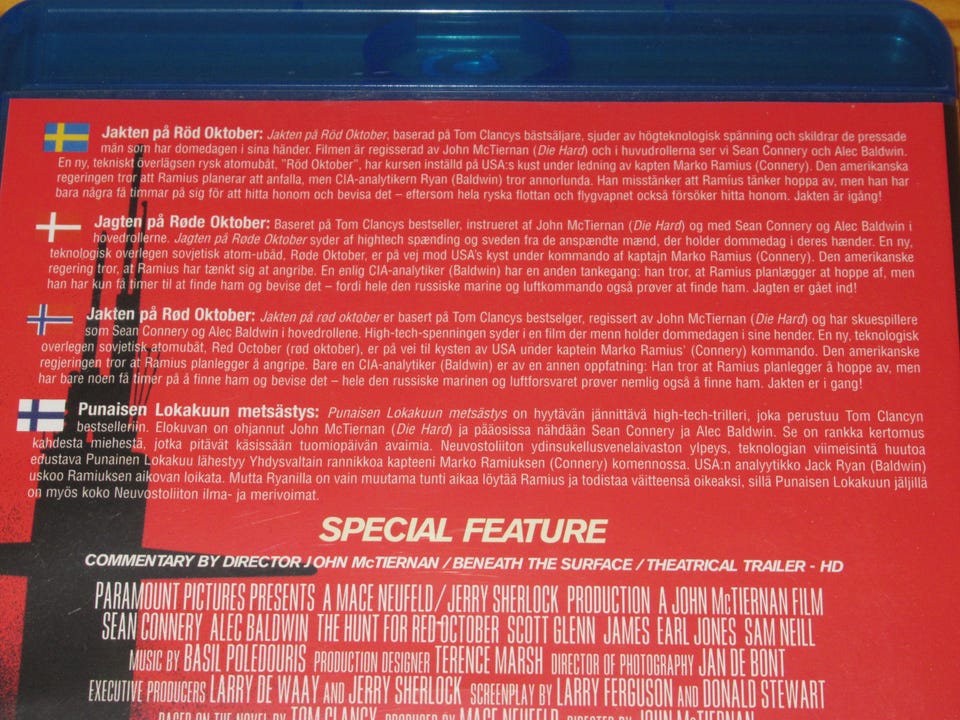 Jakten på Röd Oktober: Jakten på Röd Oktober, baserad på Tom Clancys bästsäljare, sjuder av högteknologisk spänning och skildrar de pressade
män som har domedagen i sina händer. Filmen är regisserad av John McTiernan (Die Hard) och i huvudrollerna ser vi Sean Connery och Alec Baldwin.
En ny, tekniskt överlägsen rysk atomubåt, "Röd Oktober", har kursen inställd på USA:s kust under ledning av kapten Marko Ramius (Connery). Den amerikanska
regeringen tror att Ramius planerar att anfalla, men CIA-analytikern Ryan (Baldwin) tror annorlunda. Han misstänker att Ramius tänker hoppa av, men han har
bara några få timmar på sig för att hitta honom och bevisa det – eftersom hela ryska flottan och flygvapnet också försöker hitta honom. Jakten är igång!
Jagten på Røde Oktober: Baseret på Tom Clancys bestseller, instrueret af John McTiernan (Die Hard) og med Sean Connery og Alec Baldwin i
hovedrollerne. Jagten på Røde Oktober syder af hightech spænding og sveden fra de anspændte mænd, der holder dommedag i deres hænder. En ny,
teknologisk overlegen sovjetisk atom-ubåd, Røde Oktober, er på vej mod USA's kyst under kommando af kaptajn Marko Ramius (Connery). Den amerikanske
regering tror, at Ramius har tænkt sig at angribe. En enlig CIA-analytiker (Baldwin) har en anden tankegang: han tror, at Ramius planlægger at hoppe af, men
han har kun få timer til at finde ham og bevise det – fordi hele den russiske marine og luftkommando også prøver at finde ham. Jagten er gået ind!
Jakten på Rød Oktober: Jakten på rød oktober er basert på Tom Clancys bestselger, regissert av John McTiernan (Die Hard) og har skuespillere
som Sean Connery og Alec Baldwin i hovedrollene. High-tech-spenningen syder i en film der menn holder dommedagen i sine hender. En ny, teknologisk
overlegen sovjetisk atomubåt, Red October (rød oktober), er på vei til kysten av USA under kaptein Marko Ramius' (Connery) kommando. Den amerikanske
regjeringen tror at Ramius planlegger å angripe. Bare en CIA-analytiker (Baldwin) er av en annen oppfatning: Han tror at Ramius planlegger å hoppe av, men
har bare noen få timer på å finne ham og bevise det – hele den russiske marinen og luftforsvaret prøver nemlig også å finne ham. Jakten er i gang!
Punaisen Lokakuun metsästys: Punaisen Lokakuun metsästys on hyytävän jännittävä high-tech-trilleri, joka perustuu Tom Clancyn
bestselleriin. Elokuvan on ohjannut John McTiernan (Die Hard) ja pääosissa nähdään Sean Connery ja Alec Baldwin. Se on rankka kertomus
kahdesta miehestä, jotka pitävät käsissään tuomiopäivän avaimia. Neuvostoliiton ydinsukellusvenelaivaston ylpeys, teknologian viimeisintä huutoa
edustava Punainen Lokakuu lähestyy Yhdysvaltain rannikkoa kapteeni Marko Ramiuksen (Connery) komennossa. USA:n analyytikko Jack Ryan (Baldwin)
uskoo Ramiuksen aikovan loikata. Mutta Ryanilla on vain muutama tunti aikaa löytää Ramius ja todistaa väitteensä oikeaksi, sillä Punaisen Lokakuun jäljillä
on myös koko Neuvostoliiton ilma- ja merivoimat.
SPECIAL FEATURE
COMMENTARY BY DIRECTOR JOHN McTIERNAN / BENEATH THE SURFACE / THEATRICAL TRAILER - HD
PARAMOUNT PICTURES PRESENTS A MACE NEUFELD/JERRY SHERLOCK PRODUCTION A JOHN McTIERNAN FILM
SEAN CONNERY ALEC BALDWIN THE HUNT FOR RED OCTOBER SCOTT GLENN JAMES EARL JONES SAM NEILL
MUSIC BY BASIL POLEDOURIS PRODUCTION DESIGNER TERENCE MARSH DIRECTOR OF PHOTOGRAPHY JAN DE BONT
EXECUTIVE PRODUCERS LARRY DE WAAY AND JERRY SHERLOCK SCREENPLAY BY LARRY FERGUSON AND DONALD STEWART
BASED ON THE NOVEL BY TOM CLANCY PRODUCED BY MACE NEUFELD DIRECTED BY JOHN McTIERNAN